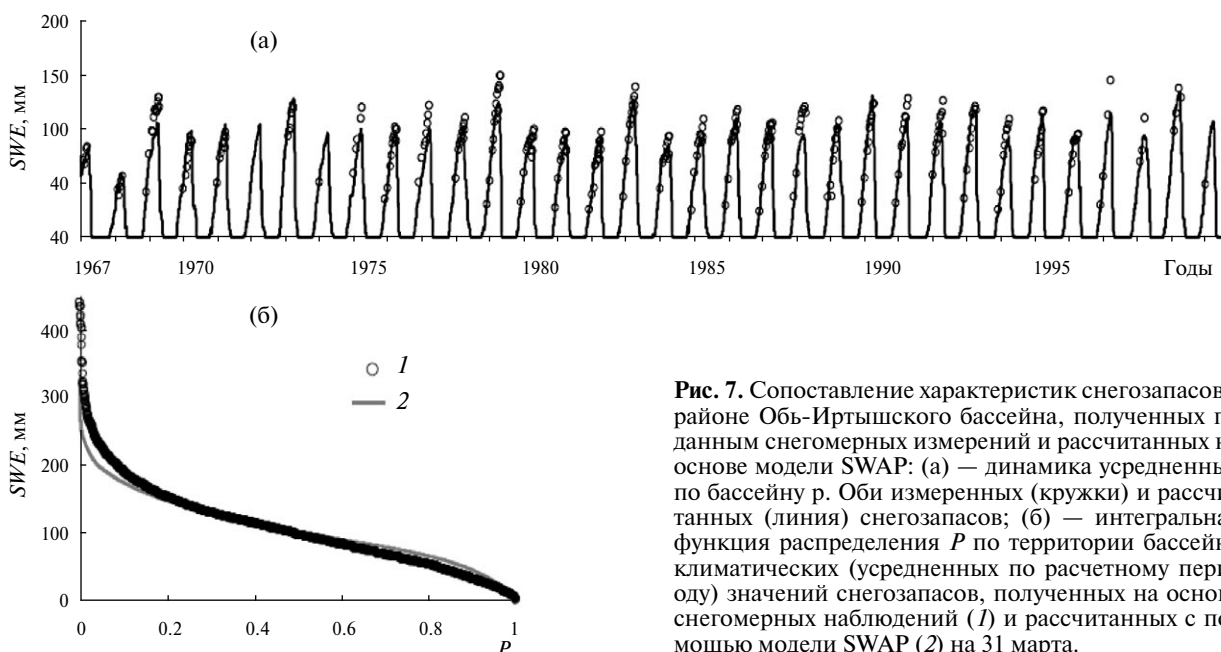 200
(а)
150
100
40
40
SWE, мм
1967
1970
1975
1980
1985
1990
1995
Годы
(б)
400
300
200
100
0
SWE, мм
1
2
0
0.2
0.4
0.6
0.8
1
P
Рис. 7. Сопоставление характеристик снегозапасов
районе Обь-Иртышского бассейна, полученных п
данным снегомерных измерений и рассчитанных н
основе модели SWAP: (а) — динамика усредненны
по бассейну р. Оби измеренных (кружки) и рассчи
танных (линия) снегозапасов; (б) — интегральна
функция распределения P по территории бассейн
климатических (усредненных по расчетному пери
оду) значений снегозапасов, полученных на основ
снегомерных наблюдений (1) и рассчитанных с по
мощью модели SWAP (2) на 31 марта.